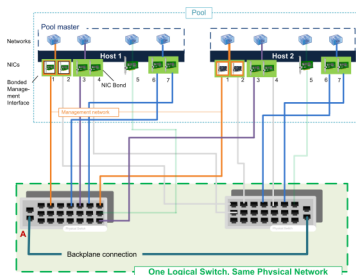 Pool
Pool master
Networks
Host 1
Host 2
NICs
Bonded
Manage-
ment
Interface
NIC Bond
1 2 3 4 5 6 7
1 2 3 4 5 6 7
Management network
A
Backplane connection
One Logical Switch, Same Physical Network